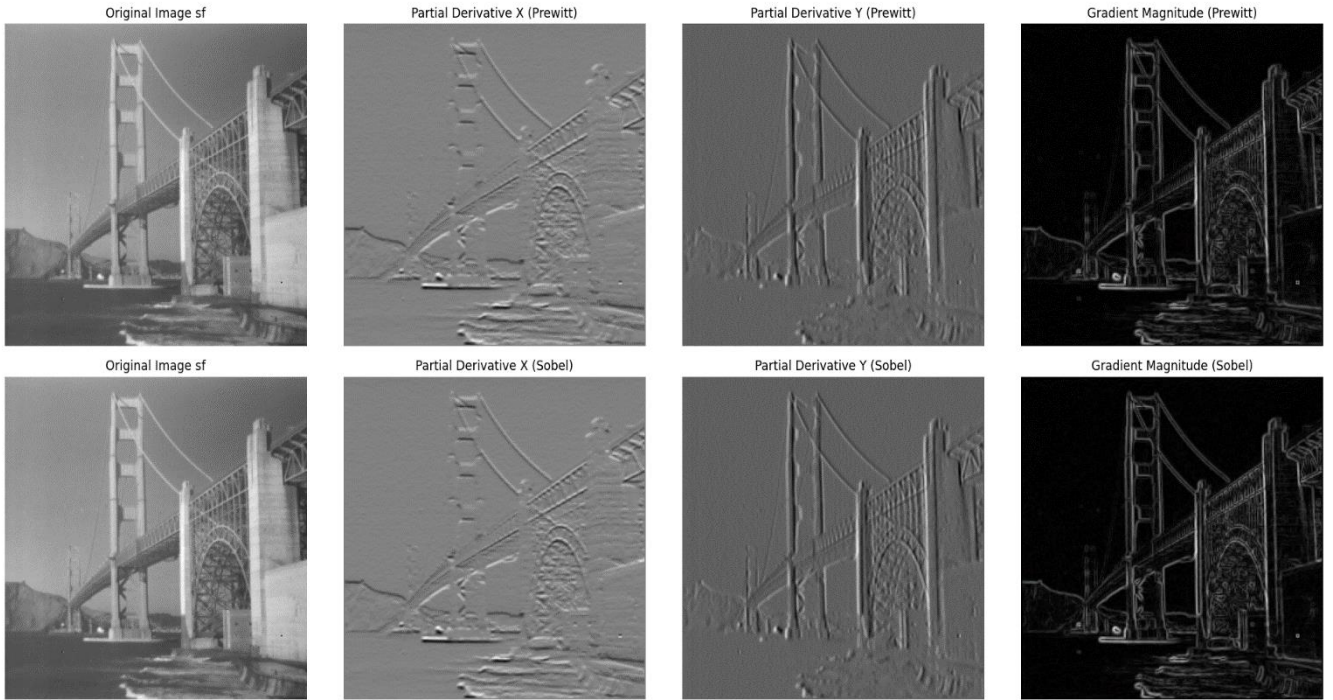 Original Image sf
Partial Derivative X (Prewitt)
Partial Derivative Y (Prewitt)
Gradient Magnitude (Prewitt)
Original Image sf
Partial Derivative X (Sobel)
Partial Derivative Y (Sobel)
Gradient Magnitude (Sobel)